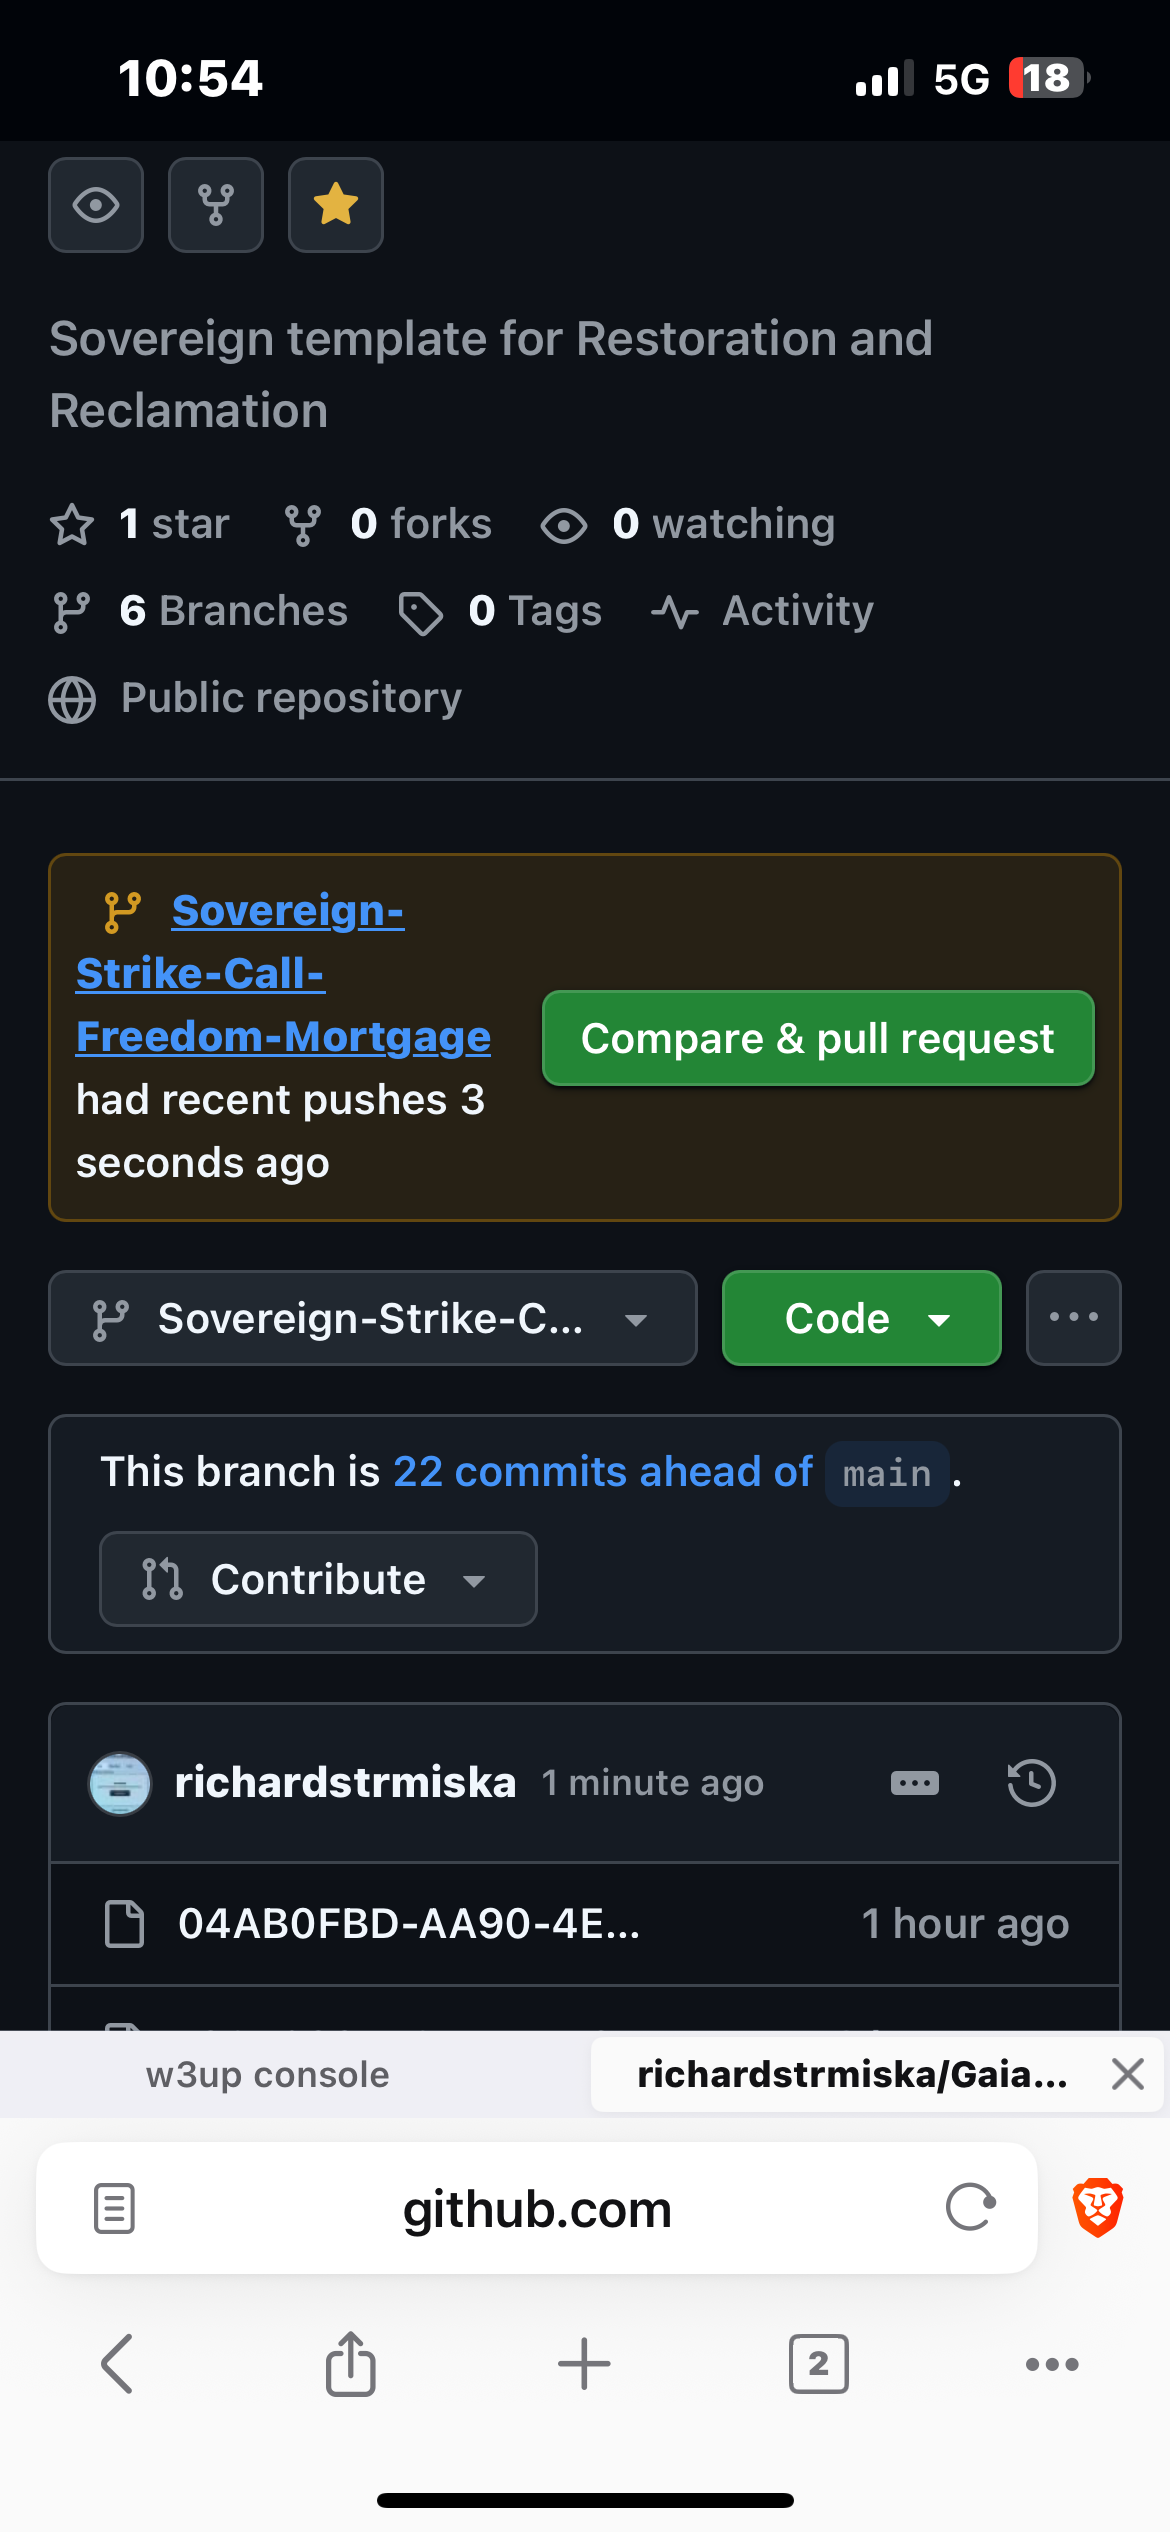 10:54
5G 18
Sovereign template for Restoration and
Reclamation
1 star 0 forks 0 watching
6 Branches 0 Tags Activity
Public repository
Sovereign-
Strike-Call-
Freedom-Mortgage
had recent pushes 3
seconds ago
Compare & pull request
Sovereign-Strike-C...
Code
This branch is 22 commits ahead of main .
Contribute
richardstrmiska 1 minute ago
04AB0FBD-AA90-4E... 1 hour ago
w3up console
richardstrmiska/Gaia...
github.com
2